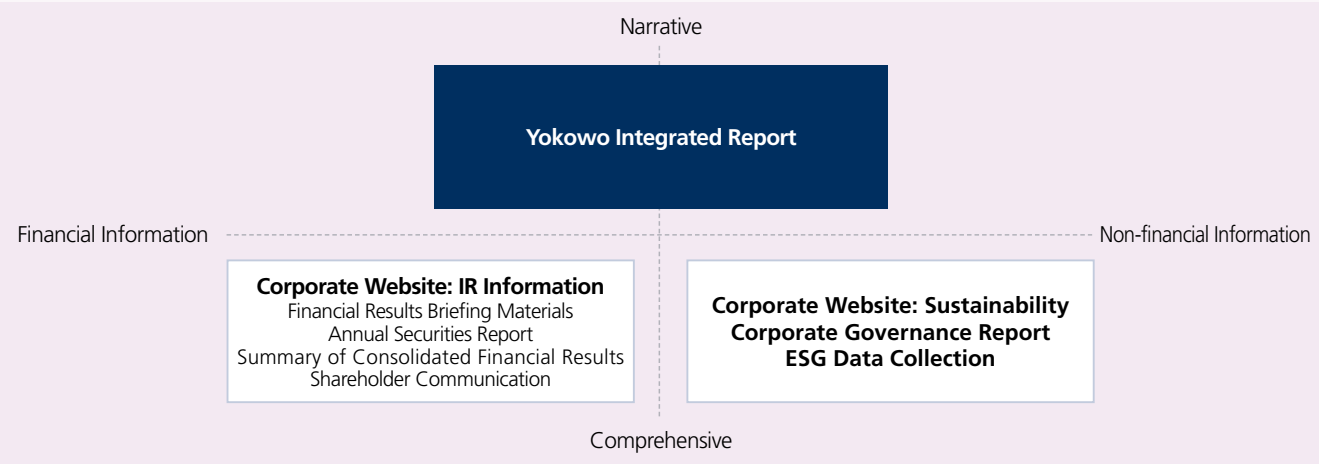 Narrative
Yokowo Integrated Report
Financial Information
Non-financial Information
Corporate Website: IR Information
Financial Results Briefing Materials
Annual Securities Report
Summary of Consolidated Financial Results
Shareholder Communication
Corporate Website: Sustainability
Corporate Governance Report
ESG Data Collection
Comprehensive